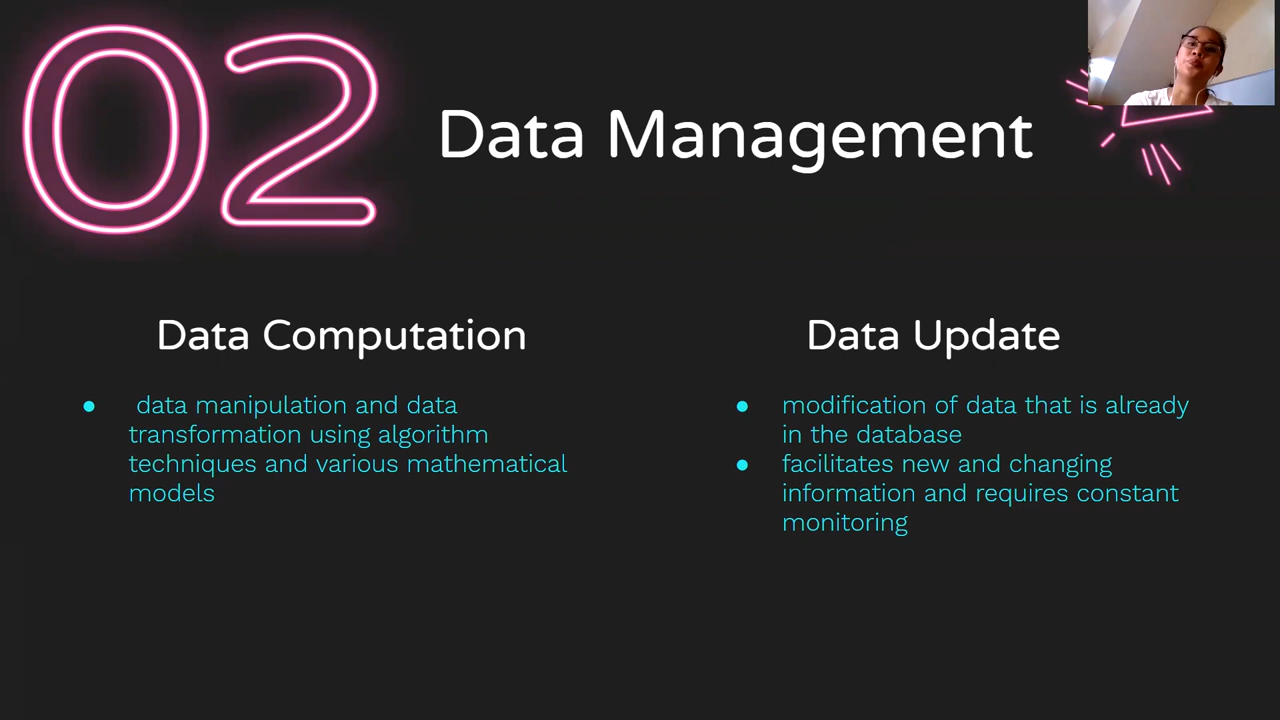 02
Data Management
Data Computation
● data manipulation and data
transformation using algorithm
techniques and various mathematical
models
Data Update
● modification of data that is already
in the database
● facilitates new and changing
information and requires constant
monitoring